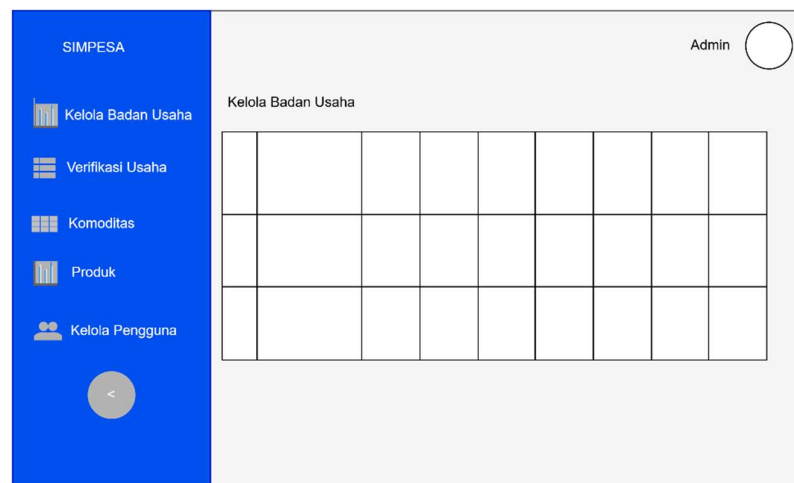 SIMPESA
Admin
Kelola Badan Usaha
Verifikasi Usaha
Komoditas
Produk
Kelola Pengguna
<
Kelola Badan Usaha